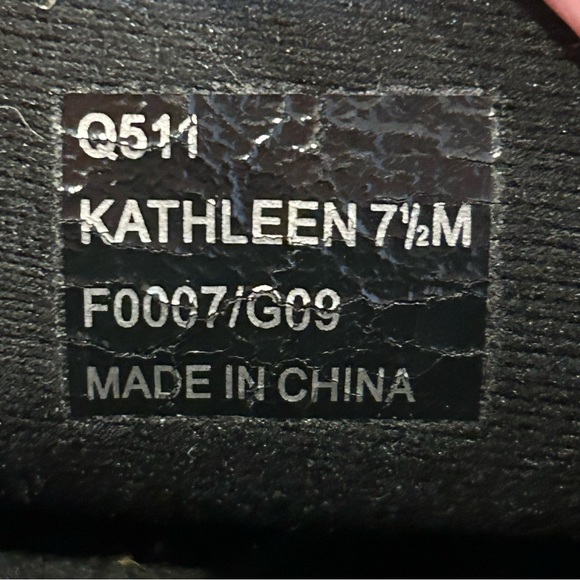 Q511
KATHLEEN 7½M
F0007/G09
MADE IN CHINA